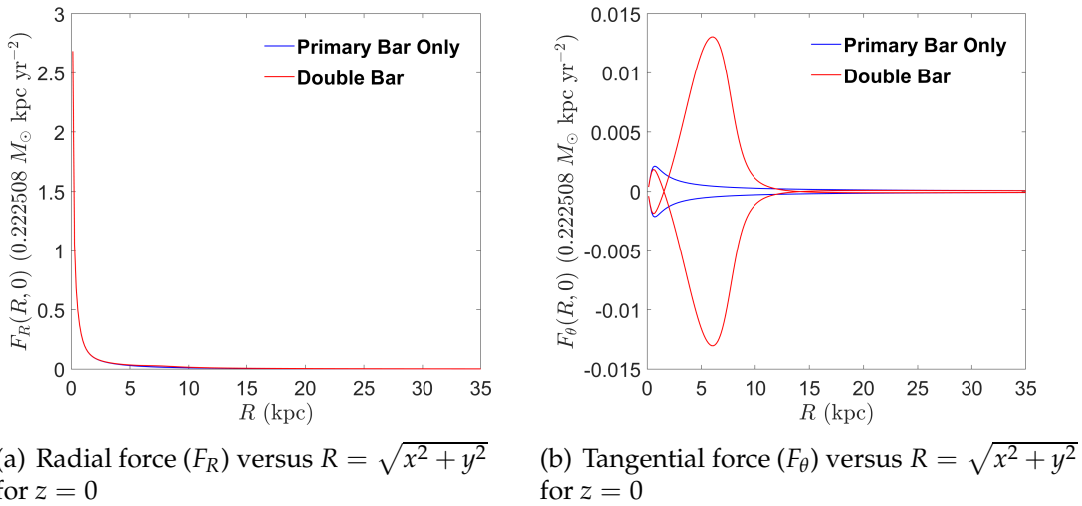 3
2.5
2
1.5
1
0.5
0
0 5 10 15 20 25 30 35
F_R(R, 0) (0.222508 M_⊙ kpc yr^{-2})
R (kpc)
Primary Bar Only
Double Bar
0.015
0.01
0.005
0
-0.005
-0.01
-0.015
0 5 10 15 20 25 30 35
F_θ(R, 0) (0.222508 M_⊙ kpc yr^{-2})
R (kpc)
Primary Bar Only
Double Bar
(a) Radial force (F_R) versus R = √(x² + y²)
for z = 0
(b) Tangential force (F_θ) versus R = √(x² + y²)
for z = 0